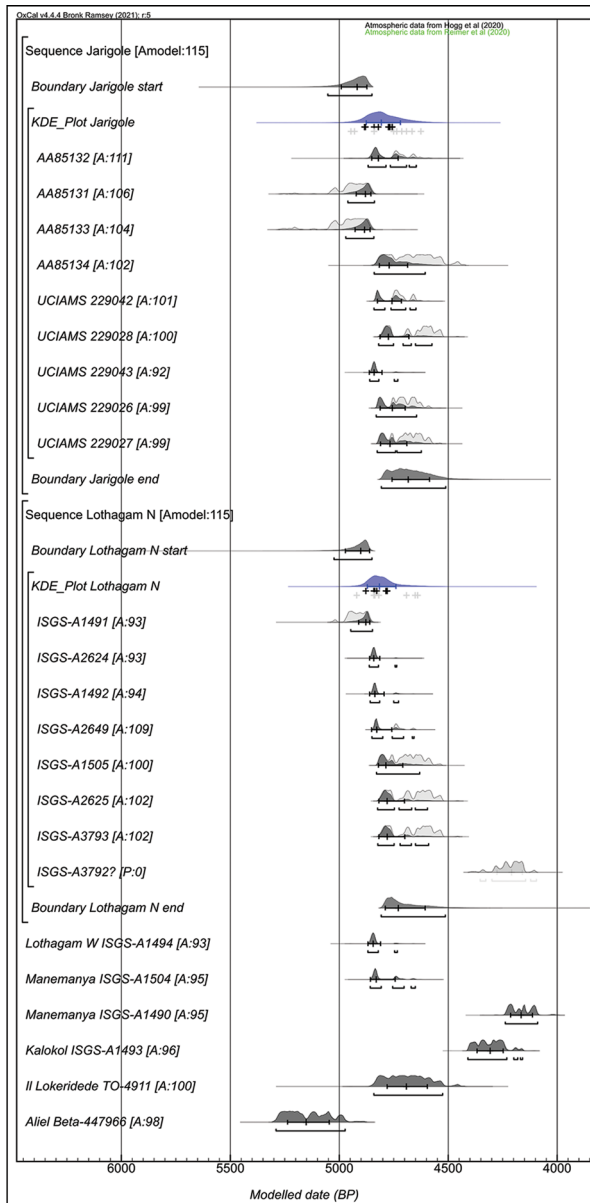 OxCal v4.4.4 Bronk Ramsey (2021); r:5
Atmospheric data from Hogg et al (2020)
Atmospheric data from Reimer et al (2020)
Sequence Jarigole [Amodel:115]
Boundary Jarigole start
KDE_Plot Jarigole
AA85132 [A:111]
AA85131 [A:106]
AA85133 [A:104]
AA85134 [A:102]
UCIAMS 229042 [A:101]
UCIAMS 229028 [A:100]
UCIAMS 229043 [A:92]
UCIAMS 229026 [A:99]
UCIAMS 229027 [A:99]
Boundary Jarigole end
Sequence Lothagam N [Amodel:115]
Boundary Lothagam N start
KDE_Plot Lothagam N
ISGS-A1491 [A:93]
ISGS-A2624 [A:93]
ISGS-A1492 [A:94]
ISGS-A2649 [A:109]
ISGS-A1505 [A:100]
ISGS-A2625 [A:102]
ISGS-A3793 [A:102]
ISGS-A3792? [P:0]
Boundary Lothagam N end
Lothagam W ISGS-A1494 [A:93]
Manemanya ISGS-A1504 [A:95]
Manemanya ISGS-A1490 [A:95]
Kalokol ISGS-A1493 [A:96]
Il Lokeridede TO-4911 [A:100]
Aliel Beta-447966 [A:98]
6000 5500 5000 4500 4000
Modelled date (BP)